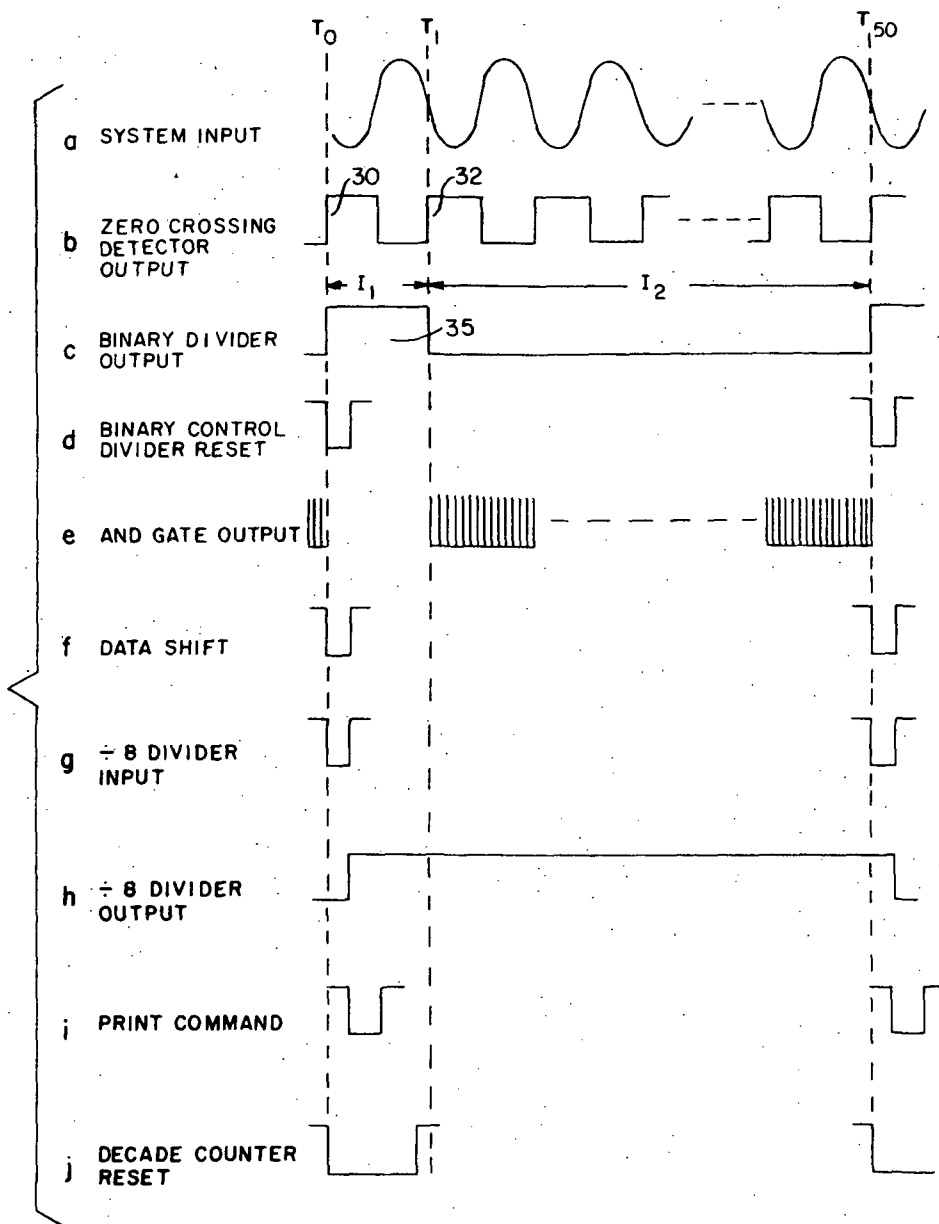 T0 T1 T50
a SYSTEM INPUT
30 32
b ZERO CROSSING
DETECTOR
OUTPUT
I1 I2
35
c BINARY DIVIDER
OUTPUT
d BINARY CONTROL
DIVIDER RESET
e AND GATE OUTPUT
f DATA SHIFT
g ÷ 8 DIVIDER
INPUT
h ÷ 8 DIVIDER
OUTPUT
i PRINT COMMAND
j DECADE COUNTER
RESET